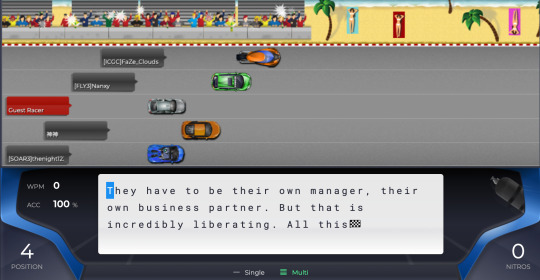 [ICGC]FaZe_Clouds
[FLY3]Nanxy
Guest Racer
神神
[SOAR3]thenight12.
WPM 0
ACC 100 %
They have to be their own manager, their
own business partner. But that is
incredibly liberating. All this
4
POSITION
0
NITROS
Single
Multi